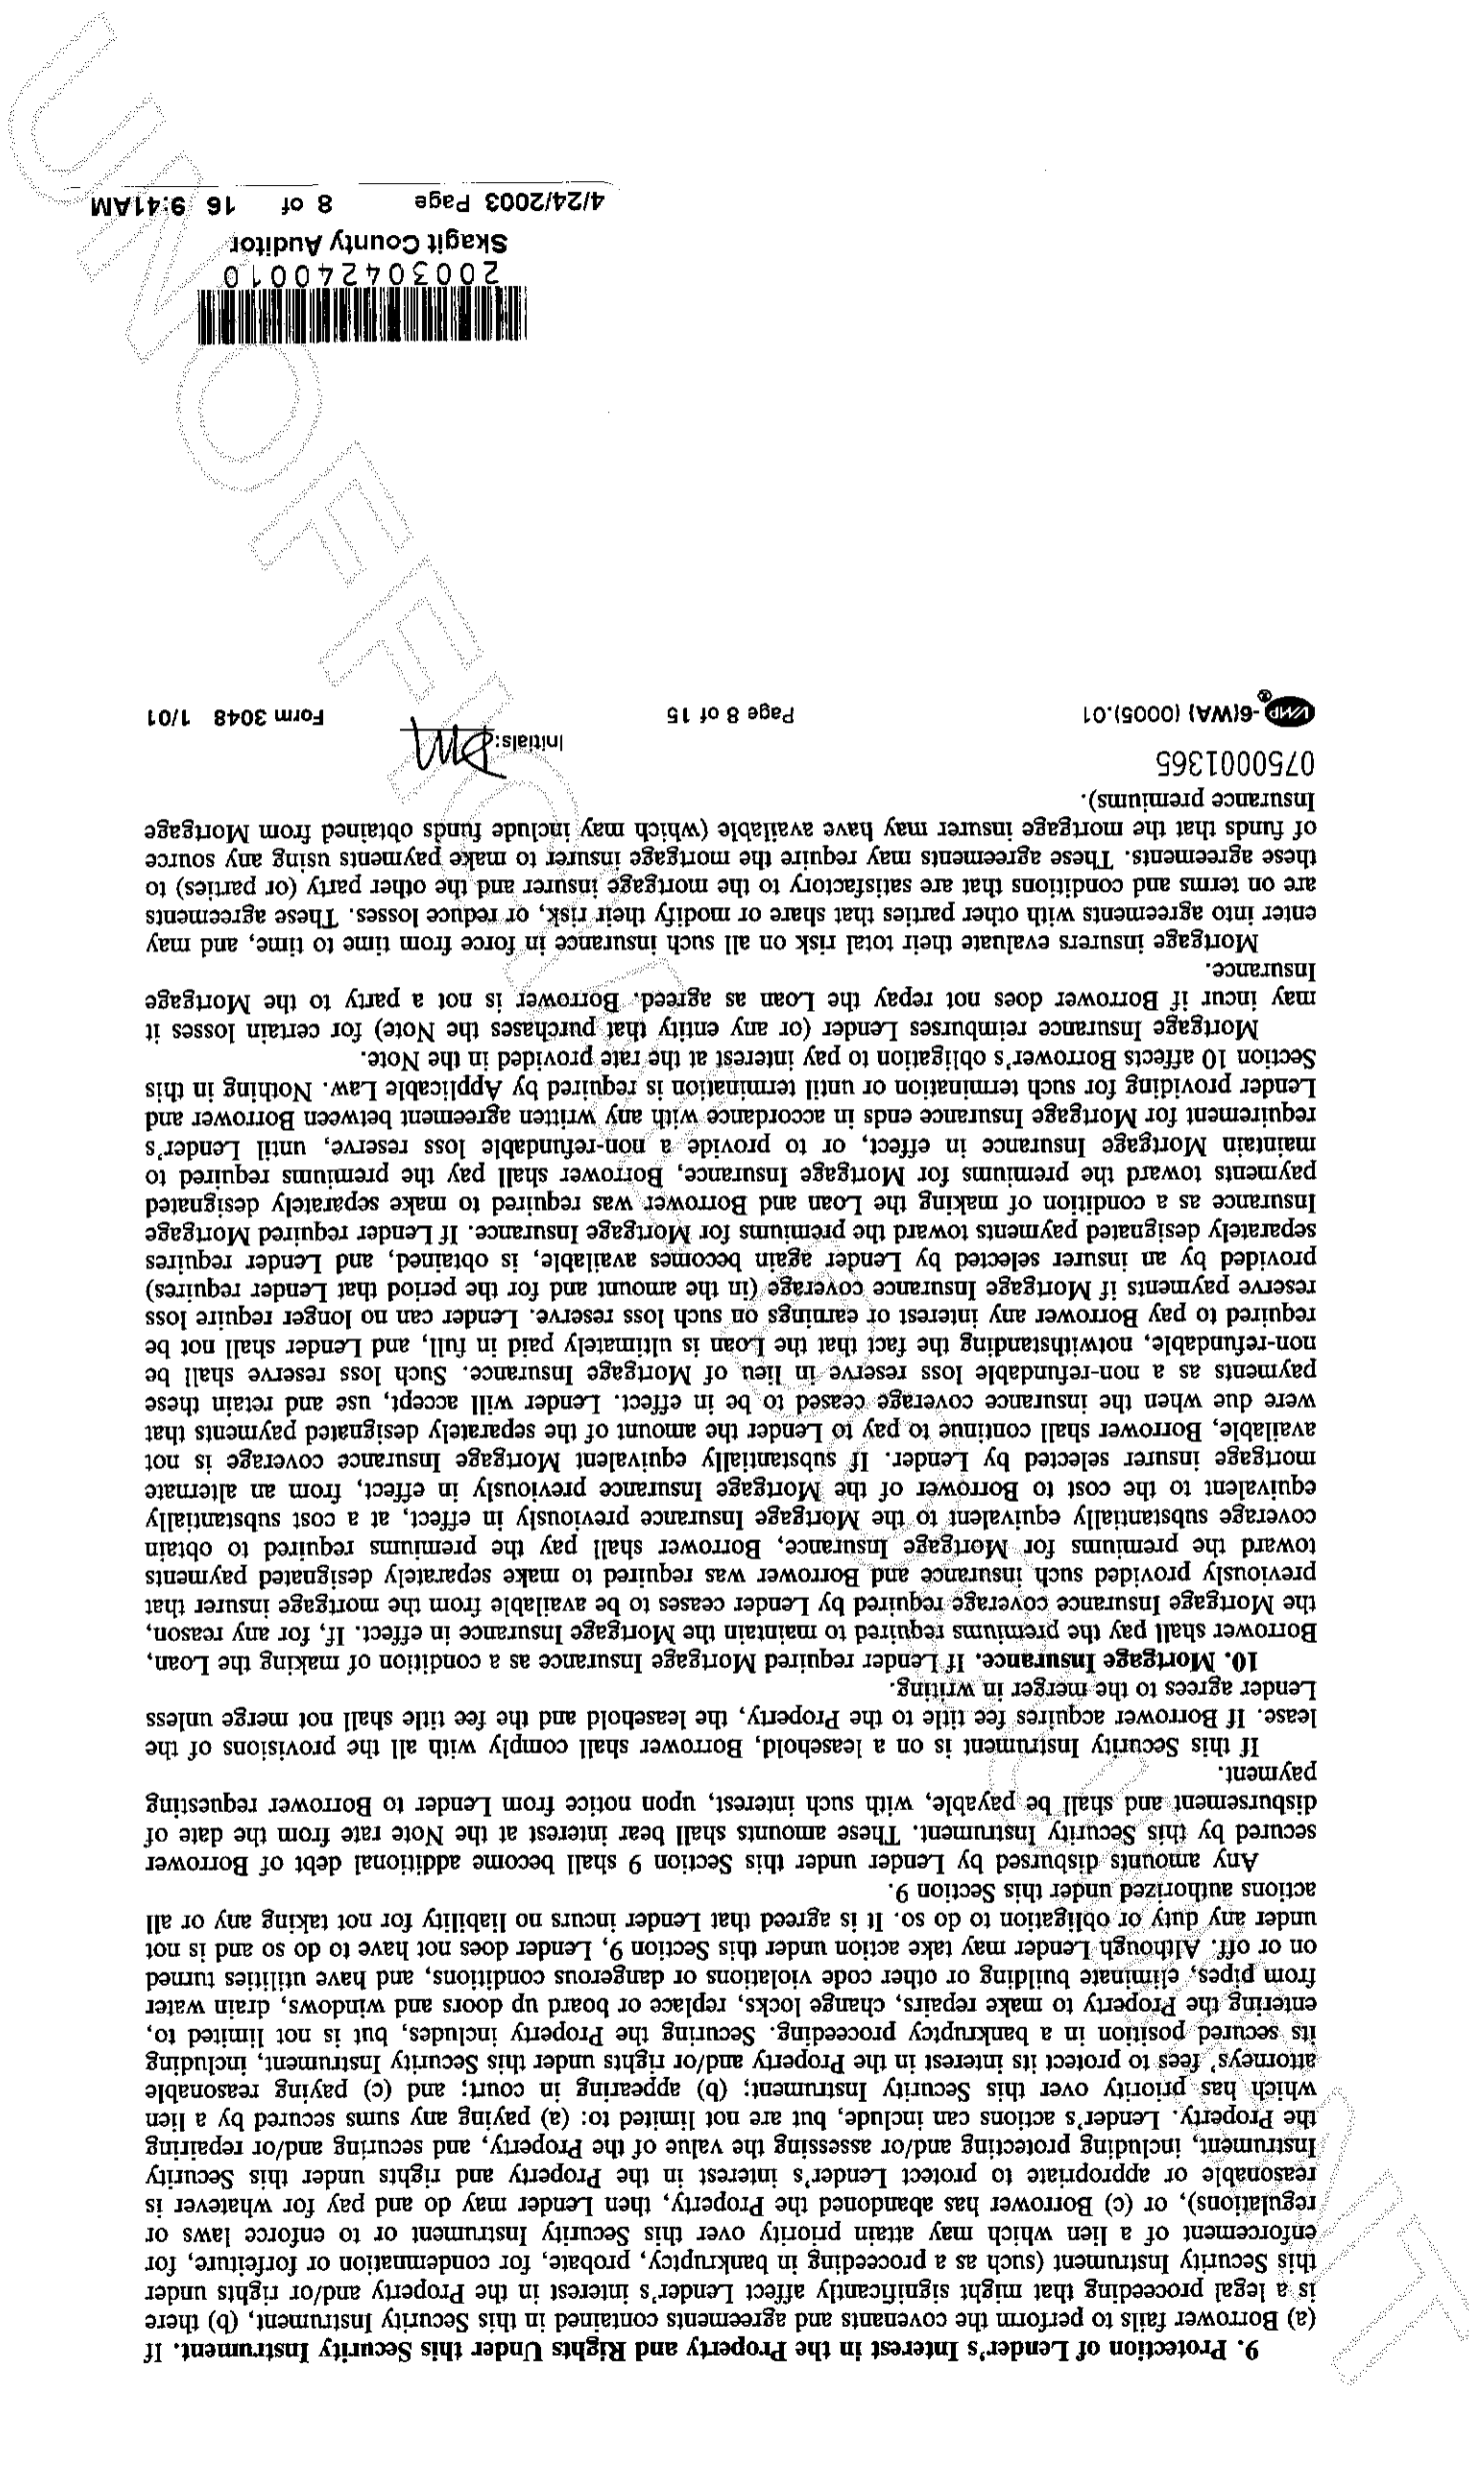 9. Protection of Lender's Interest in the Property and Rights Under this Security Instrument. If
(a) Borrower fails to perform the covenants and agreements contained in this Security Instrument, (b) there
is a legal proceeding that might significantly affect Lender's interest in the Property and/or rights under
this Security Instrument (such as a proceeding in bankruptcy, probate, for condemnation or forfeiture, for
enforcement of a lien which may attain priority over this Security Instrument or to enforce laws or
regulations), or (c) Borrower has abandoned the Property, then Lender may do and pay for whatever is
reasonable or appropriate to protect Lender's interest in the Property and rights under this Security
Instrument, including protecting and/or assessing the value of the Property, and securing and/or repairing
the Property. Lender's actions can include, but are not limited to: (a) paying any sums secured by a lien
which has priority over this Security Instrument; (b) appearing in court; and (c) paying reasonable
attorneys' fees to protect its interest in the Property and/or rights under this Security Instrument, including
its secured position in a bankruptcy proceeding. Securing the Property includes, but is not limited to,
entering the Property to make repairs, change locks, replace or board up doors and windows, drain water
from pipes, eliminate building or other code violations or dangerous conditions, and have utilities turned
on or off. Although Lender may take action under this Section 9, Lender does not have to do so and is not
under any duty or obligation to do so. It is agreed that Lender incurs no liability for not taking any or all
actions authorized under this Section 9.
Any amounts disbursed by Lender under this Section 9 shall become additional debt of Borrower
secured by this Security Instrument. These amounts shall bear interest at the Note rate from the date of
disbursement and shall be payable, with such interest, upon notice from Lender to Borrower requesting
payment.
If this Security Instrument is on a leasehold, Borrower shall comply with all the provisions of the
lease. If Borrower acquires fee title to the Property, the leasehold and the fee title shall not merge unless
Lender agrees to the merger in writing.
10. Mortgage Insurance. If Lender required Mortgage Insurance as a condition of making the Loan,
Borrower shall pay the premiums required to maintain the Mortgage Insurance in effect. If, for any reason,
the Mortgage Insurance coverage required by Lender ceases to be available from the mortgage insurer that
previously provided such insurance and Borrower was required to make separately designated payments
toward the premiums for Mortgage Insurance, Borrower shall pay the premiums required to obtain
coverage substantially equivalent to the Mortgage Insurance previously in effect, at a cost substantially
equivalent to the cost to Borrower of the Mortgage Insurance previously in effect, from an alternate
mortgage insurer selected by Lender. If substantially equivalent Mortgage Insurance coverage is not
available, Borrower shall continue to pay to Lender the amount of the separately designated payments that
were due when the insurance coverage ceased to be in effect. Lender will accept, use and retain these
payments as a non-refundable loss reserve in lieu of Mortgage Insurance. Such loss reserve shall be
non-refundable, notwithstanding the fact that the Loan is ultimately paid in full, and Lender shall not be
required to pay Borrower any interest or earnings on such loss reserve. Lender can no longer require loss
reserve payments if Mortgage Insurance coverage (in the amount and for the period that Lender requires)
provided by an insurer selected by Lender again becomes available, is obtained, and Lender requires
separately designated payments toward the premiums for Mortgage Insurance. If Lender required Mortgage
Insurance as a condition of making the Loan and Borrower was required to make separately designated
payments toward the premiums for Mortgage Insurance, Borrower shall pay the premiums required to
maintain Mortgage Insurance in effect, or to provide a non-refundable loss reserve, until Lender's
requirement for Mortgage Insurance ends in accordance with any written agreement between Borrower and
Lender providing for such termination or until termination is required by Applicable Law. Nothing in this
Section 10 affects Borrower's obligation to pay interest at the rate provided in the Note.
Mortgage Insurance reimburses Lender (or any entity that purchases the Note) for certain losses it
may incur if Borrower does not repay the Loan as agreed. Borrower is not a party to the Mortgage
Insurance.
Mortgage insurers evaluate their total risk on all such insurance in force from time to time, and may
enter into agreements with other parties that share or modify their risk, or reduce losses. These agreements
are on terms and conditions that are satisfactory to the mortgage insurer and the other party (or parties) to
these agreements. These agreements may require the mortgage insurer to make payments using any source
of funds that the mortgage insurer may have available (which may include funds obtained from Mortgage
Insurance premiums).
0750001365
Initials:
VMP -6(WA) (0005).01 Page 8 of 15 Form 3048 1/01
200304240010
Skagit County Auditor
4/24/2003 Page 8 of 16 9:41AM
UNOFFICIAL DOCUMENT